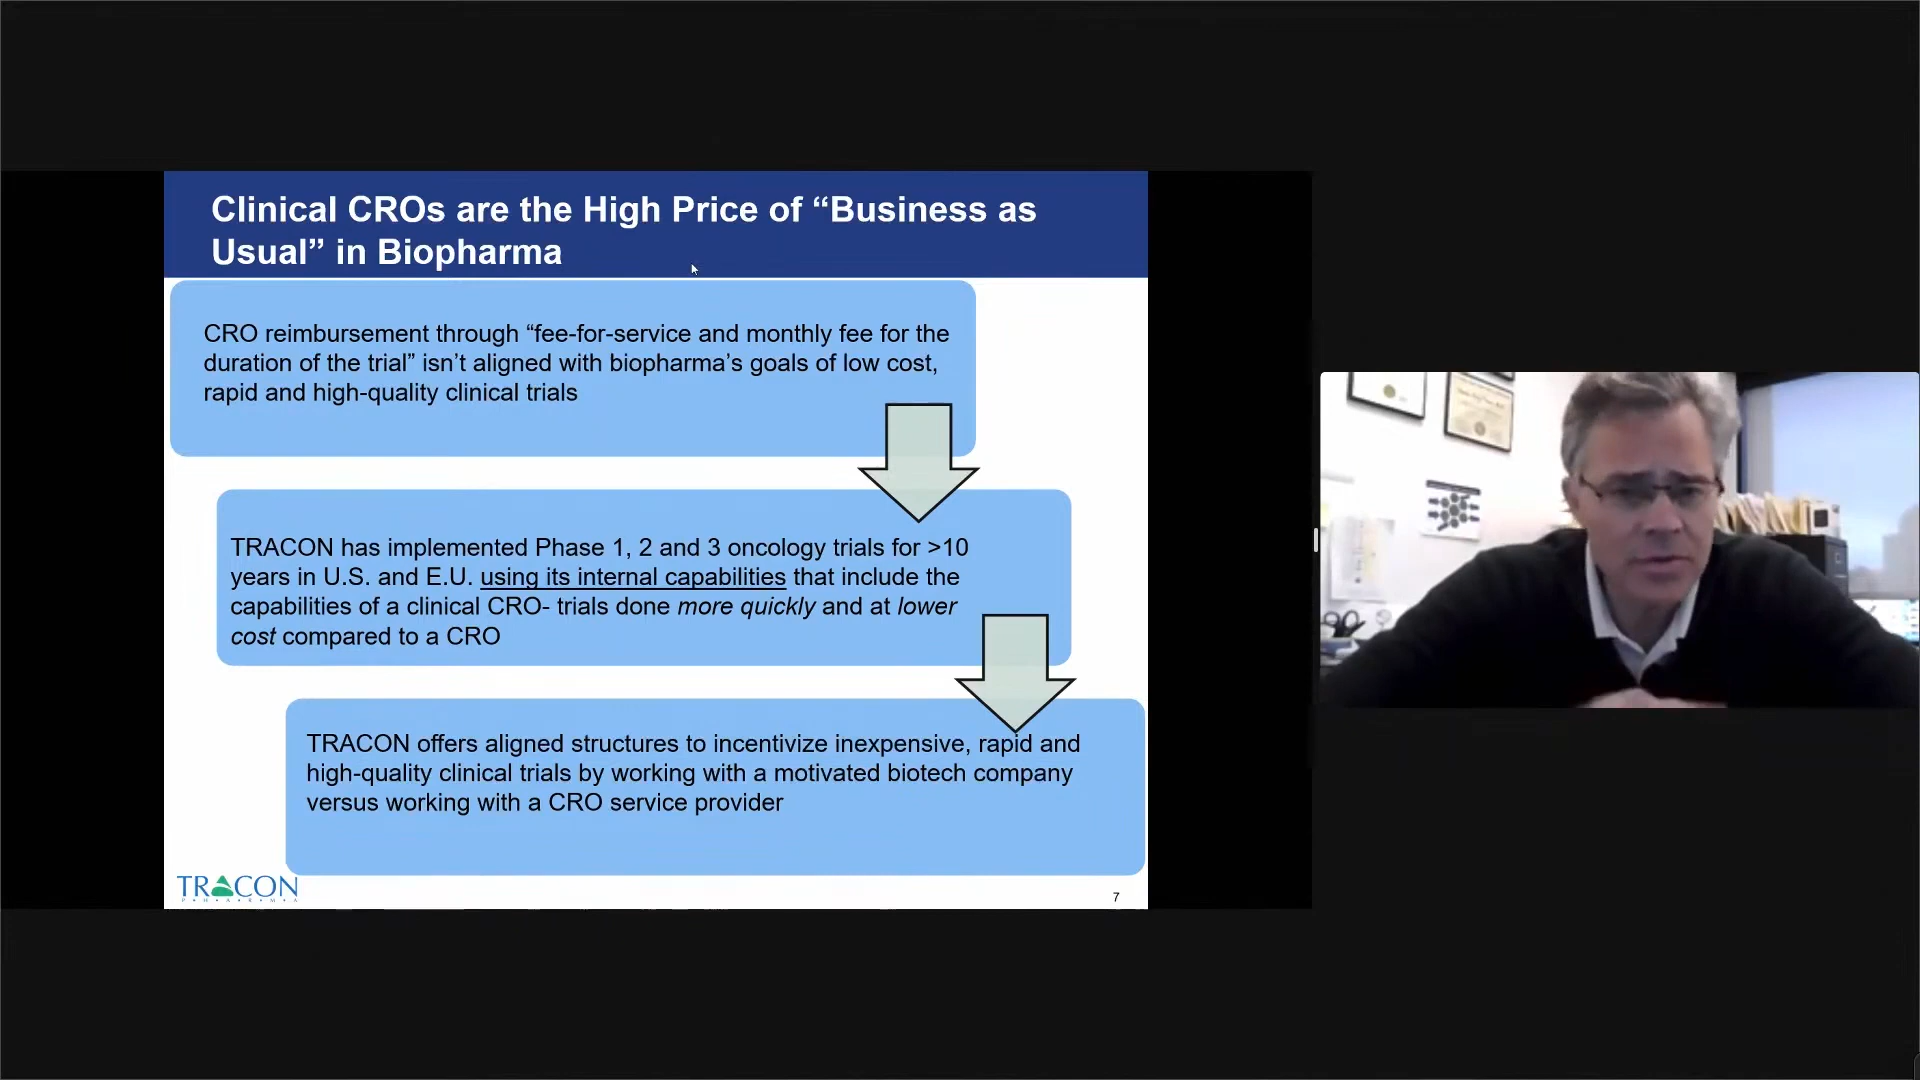 Clinical CROs are the High Price of “Business as
Usual” in Biopharma
CRO reimbursement through “fee-for-service and monthly fee for the
duration of the trial” isn’t aligned with biopharma’s goals of low cost,
rapid and high-quality clinical trials
TRACON has implemented Phase 1, 2 and 3 oncology trials for >10
years in U.S. and E.U. using its internal capabilities that include the
capabilities of a clinical CRO- trials done more quickly and at lower
cost compared to a CRO
TRACON offers aligned structures to incentivize inexpensive, rapid and
high-quality clinical trials by working with a motivated biotech company
versus working with a CRO service provider
TRACON
PHARMA
7